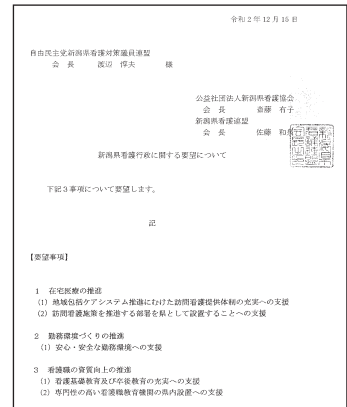 令和2年12月15日
自由民主党新潟県看護対策議員連盟
会 長 渡辺 惇夫 様
公益社団法人新潟県看護協会
会 長 斎藤 有子
新潟県看護連盟
会 長 佐藤 和
新潟県看護行政に関する要望について
下記3事項について要望します。
記
【要望事項】
1 在宅医療の推進
(1) 地域包括ケアシステム推進にむけた訪問看護提供体制の充実への支援
(2) 訪問看護施策を推進する部署を県として設置することへの支援
2 勤務環境づくりの推進
(1) 安心・安全な勤務環境への支援
3 看護職の資質向上の推進
(1) 看護基礎教育及び卒後教育の充実への支援
(2) 専門性の高い看護職教育機関の県内設置への支援